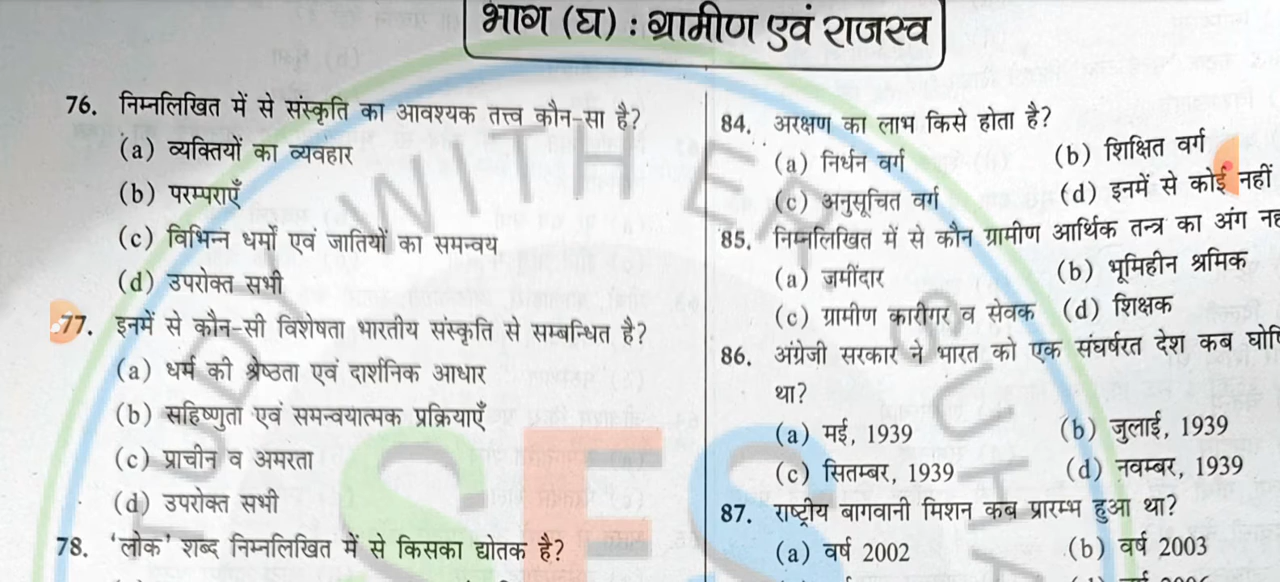 भाग (घ) : ग्रामीण एवं राजस्व
76. निम्नलिखित में से संस्कृति का आवश्यक तत्त्व कौन-सा है?
(a) व्यक्तियों का व्यवहार
(b) परम्पराएँ
(c) विभिन्न धर्मों एवं जातियों का समन्वय
(d) उपरोक्त सभी
77. इनमें से कौन-सी विशेषता भारतीय संस्कृति से सम्बन्धित है?
(a) धर्म की श्रेष्ठता एवं दार्शनिक आधार
(b) सहिष्णुता एवं समन्वयात्मक प्रक्रियाएँ
(c) प्राचीन व अमरता
(d) उपरोक्त सभी
78. 'लोक' शब्द निम्नलिखित में से किसका द्योतक है?
84. अरक्षण का लाभ किसे होता है?
(a) निर्धन वर्ग (b) शिक्षित वर्ग
(c) अनुसूचित वर्ग (d) इनमें से कोई नहीं
85. निम्नलिखित में से कौन ग्रामीण आर्थिक तन्त्र का अंग
(a) ज़मींदार (b) भूमिहीन श्रमिक
(c) ग्रामीण कारीगर व सेवक (d) शिक्षक
86. अंग्रेजी सरकार ने भारत को एक संघर्षरत देश कब
था?
(a) मई, 1939 (b) जुलाई, 1939
(c) सितम्बर, 1939 (d) नवम्बर, 1939
87. राष्ट्रीय बागवानी मिशन कब प्रारम्भ हुआ था?
(a) वर्ष 2002 (b) वर्ष 2003
WITH
SES